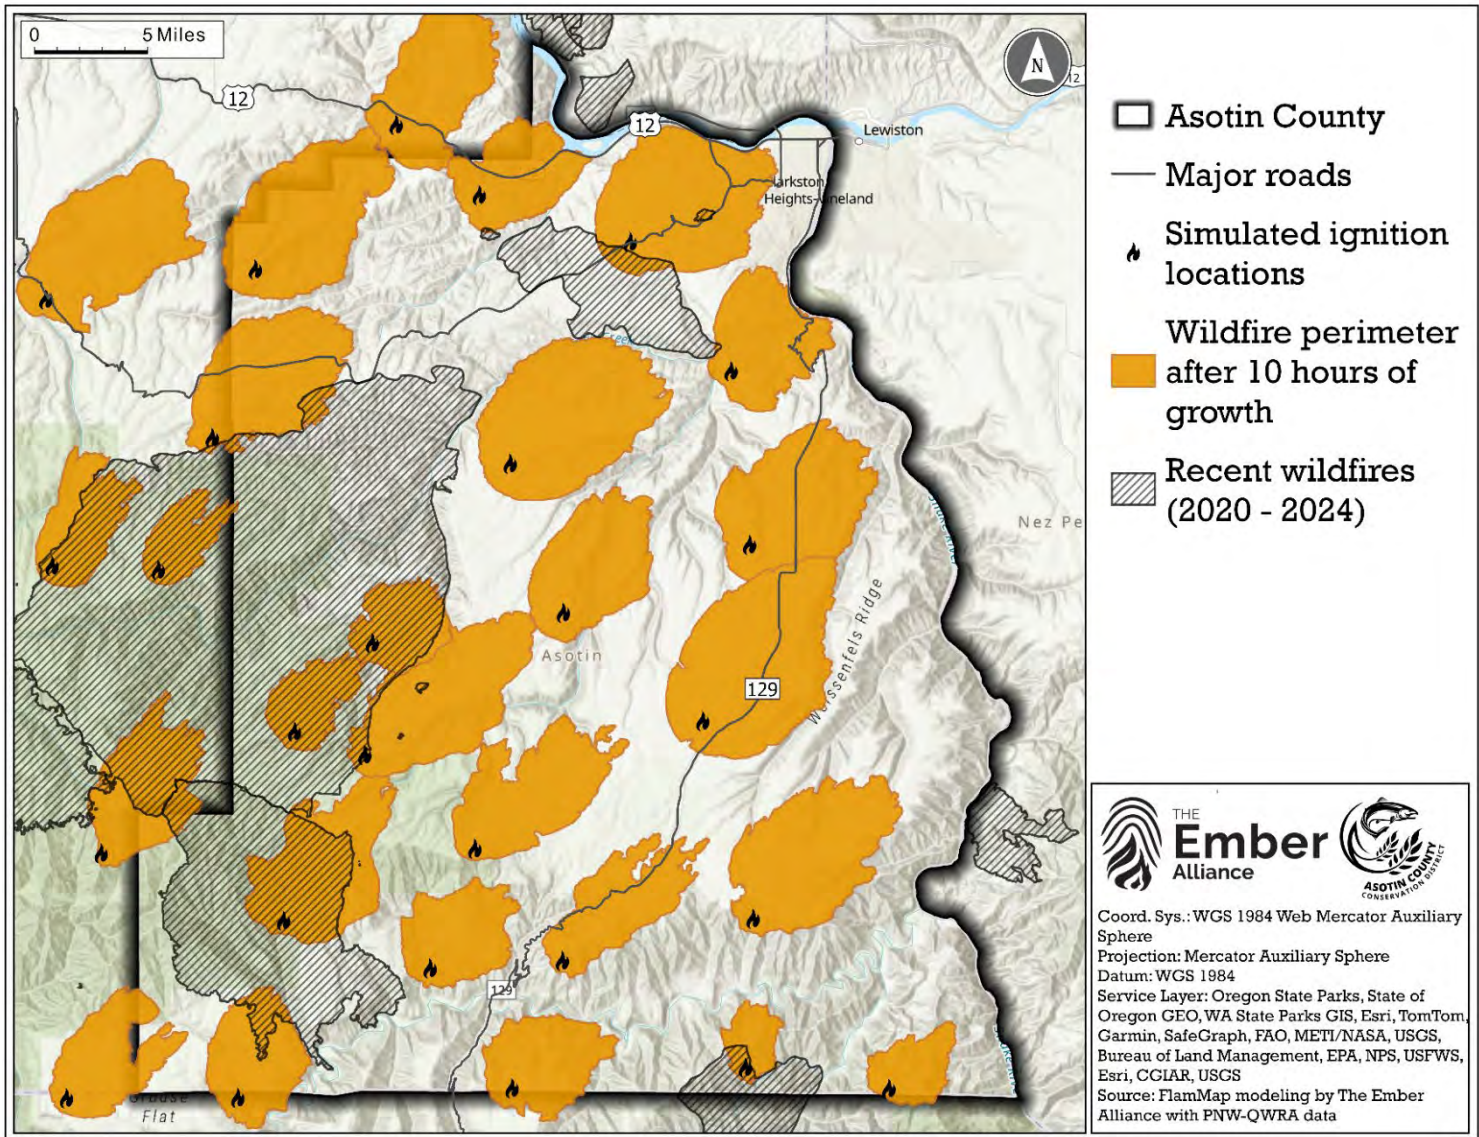 0 5 Miles
N
12
12
12
Lewiston
Heights-Vineland
Asotin County
Major roads
Simulated ignition
locations
Wildfire perimeter
after 10 hours of
growth
Recent wildfires
(2020 - 2024)
Nez Pe
Asotin
Weissenfels Ridge
129
129
Grouse
Flat
THE
Ember
Alliance
ASOTIN COUNTY
CONSERVATION DISTRICT
Coord. Sys.: WGS 1984 Web Mercator Auxiliary
Sphere
Projection: Mercator Auxiliary Sphere
Datum: WGS 1984
Service Layer: Oregon State Parks, State of
Oregon GEO, WA State Parks GIS, Esri, TomTom,
Garmin, SafeGraph, FAO, METI/NASA, USGS,
Bureau of Land Management, EPA, NPS, USFWS,
Esri, CGIAR, USGS
Source: FlamMap modeling by The Ember
Alliance with PNW-QWRA data